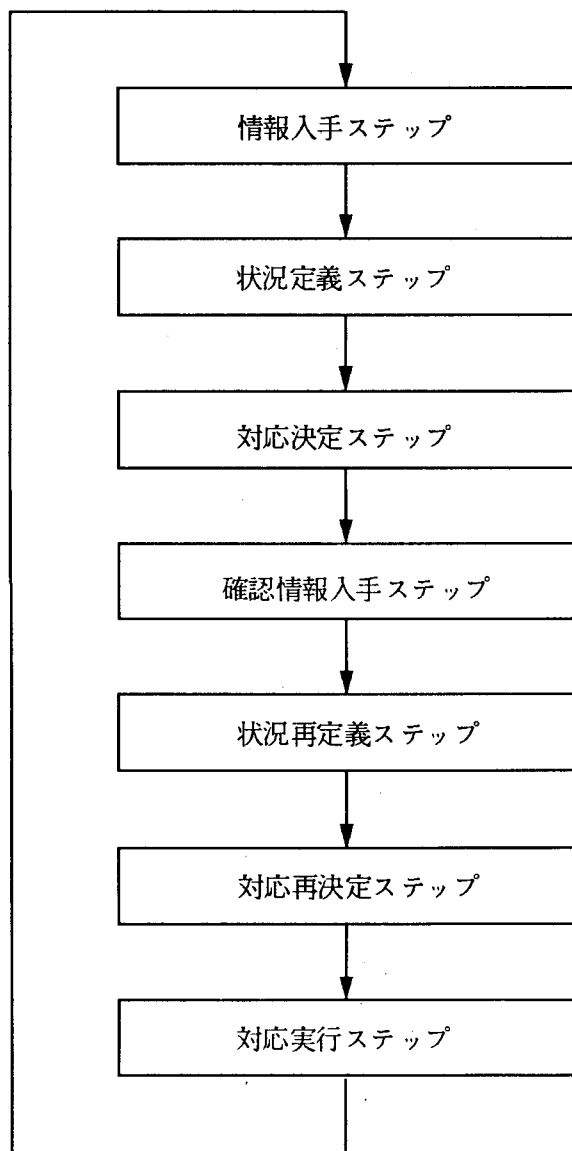 情報入手ステップ
状況定義ステップ
対応決定ステップ
確認情報入手ステップ
状況再定義ステップ
対応再決定ステップ
対応実行ステップ